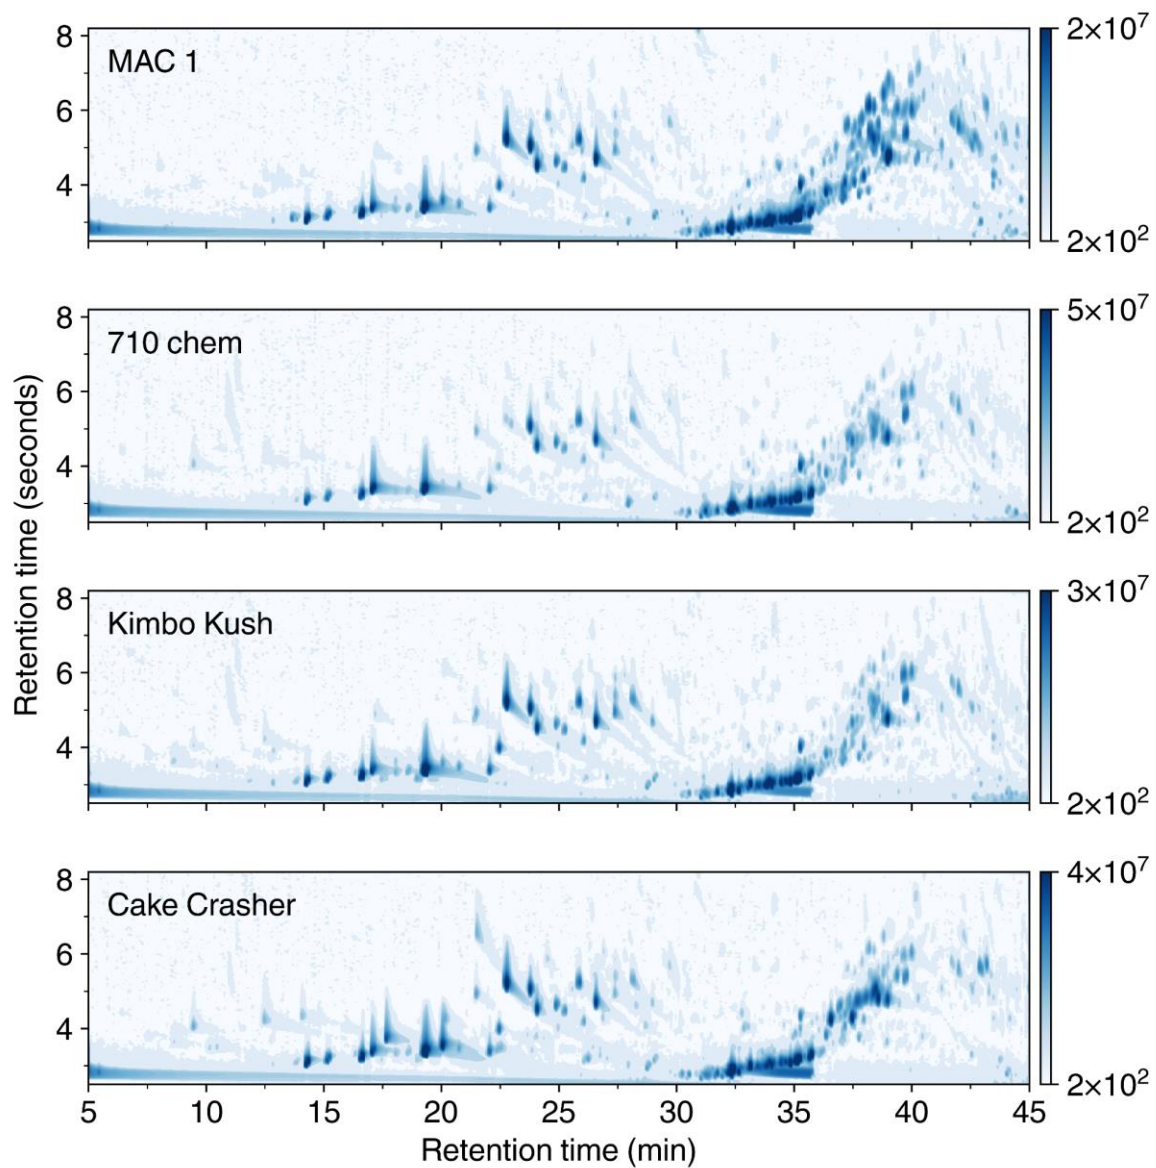 MAC 1
8
6
4
2×10⁷
2×10²
710 chem
8
6
4
5×10⁷
2×10²
Kimbo Kush
8
6
4
3×10⁷
2×10²
Cake Crasher
8
6
4
4×10⁷
2×10²
5 10 15 20 25 30 35 40 45
Retention time (min)
Retention time (seconds)